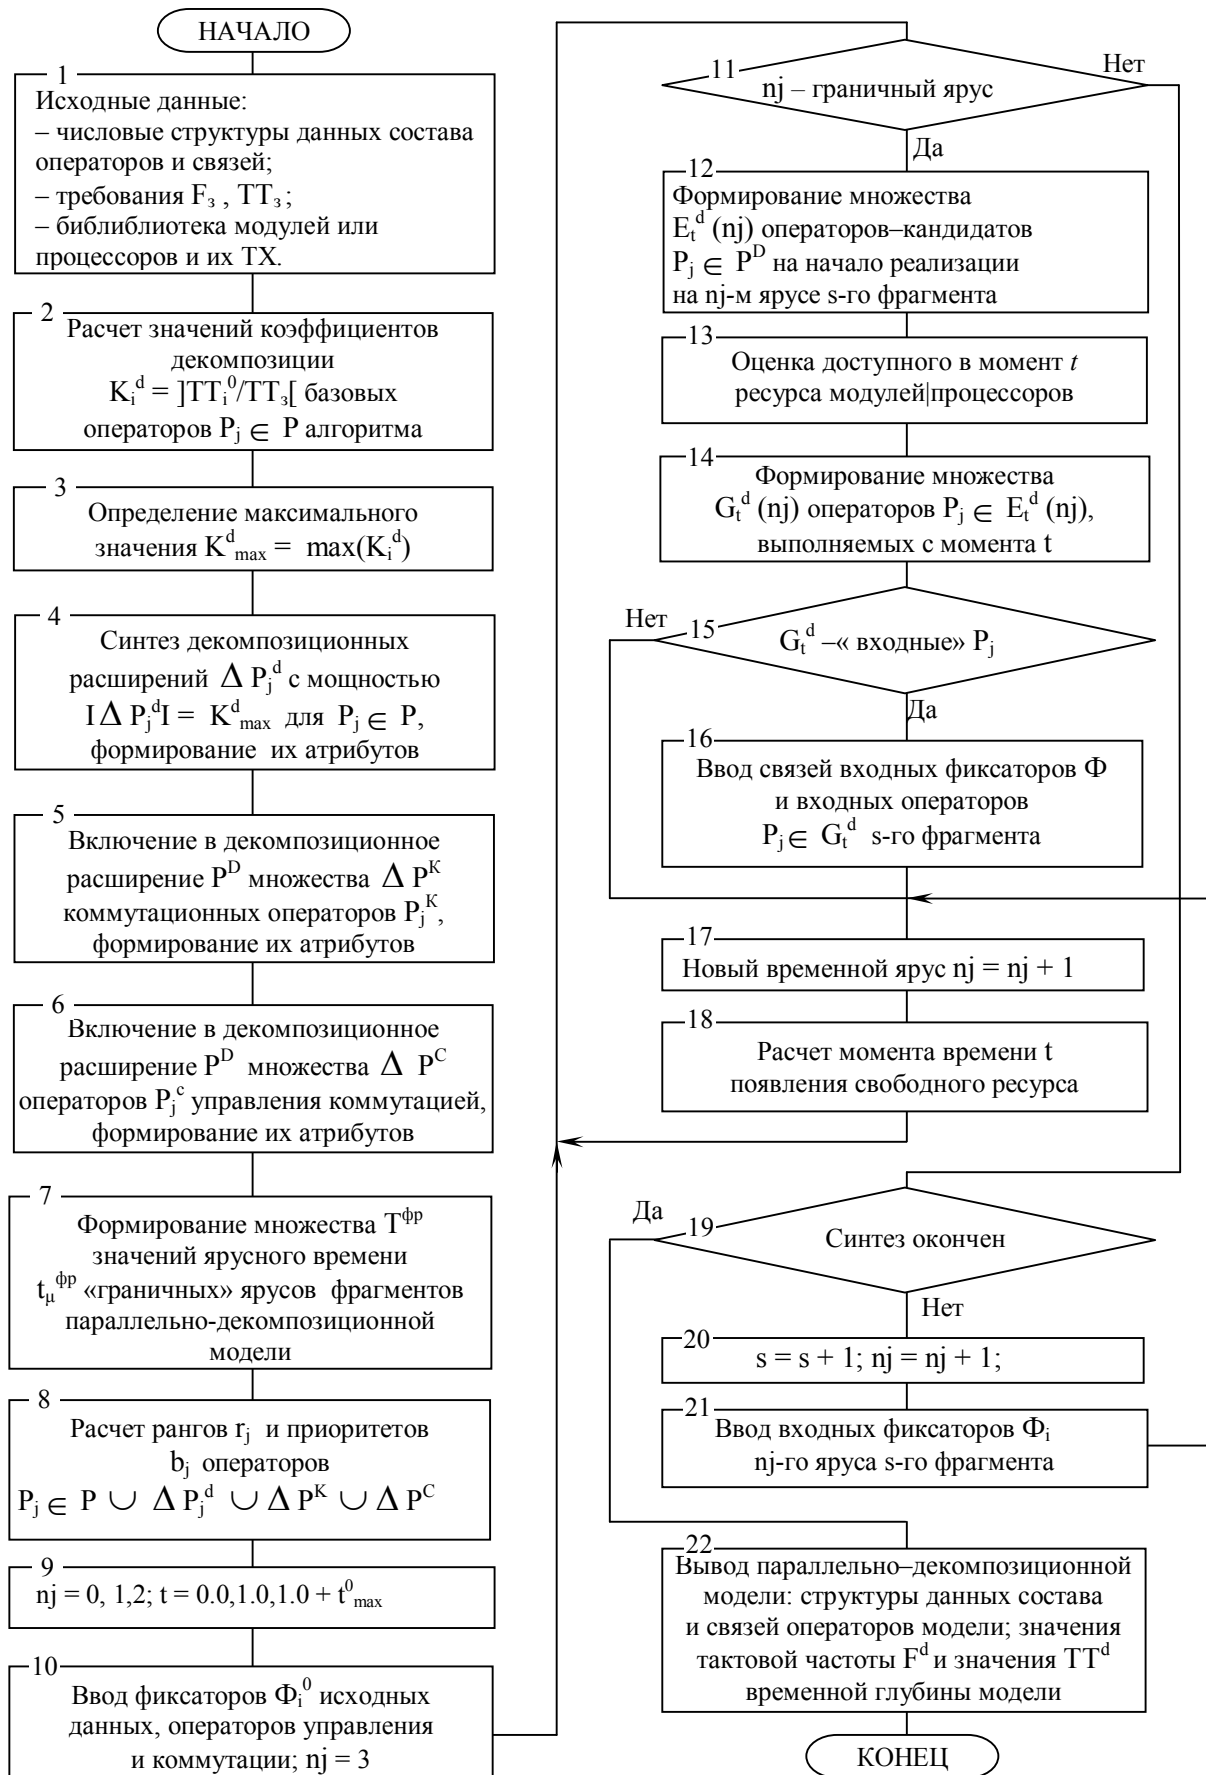 НАЧАЛО
1
Исходные данные:
– числовые структуры данных состава
операторов и связей;
– требования Fз , TTз ;
– библиблиотека модулей или
процессоров и их ТХ.
2
Расчет значений коэффициентов
декомпозиции
Kᵢᵈ = ]TTᵢ⁰/TTз[ базовых
операторов Pⱼ ∈ P алгоритма
3
Определение максимального
значения Kᵈmax = max(Kᵢᵈ)
4
Синтез декомпозиционных
расширений Δ Pⱼᵈ с мощностью
I Δ Pⱼᵈ I = Kᵈmax для Pⱼ ∈ P,
формирование их атрибутов
5
Включение в декомпозиционное
расширение Pᴰ множества Δ Pᴷ
коммутационных операторов Pⱼᴷ,
формирование их атрибутов
6
Включение в декомпозиционное
расширение Pᴰ множества Δ Pᶜ
операторов Pⱼᶜ управления коммутацией,
формирование их атрибутов
7
Формирование множества Tᶲᵖ
значений ярусного времени
tμᶲᵖ «граничных» ярусов фрагментов
параллельно-декомпозиционной
модели
8
Расчет рангов rⱼ и приоритетов
bⱼ операторов
Pⱼ ∈ P ∪ Δ Pⱼᵈ ∪ Δ Pᴷ ∪ Δ Pᶜ
9
nj = 0, 1,2; t = 0.0,1.0,1.0 + t⁰max
10
Ввод фиксаторов Фᵢ⁰ исходных
данных, операторов управления
и коммутации; nj = 3
11
nj – граничный ярус
Нет
Да
12
Формирование множества
Eₜᵈ (nj) операторов–кандидатов
Pⱼ ∈ Pᴰ на начало реализации
на nj-м ярусе s-го фрагмента
13
Оценка доступного в момент t
ресурса модулей|процессоров
14
Формирование множества
Gₜᵈ (nj) операторов Pⱼ ∈ Eₜᵈ (nj),
выполняемых с момента t
Нет
15
Gₜᵈ –« входные» Pⱼ
Да
16
Ввод связей входных фиксаторов Ф
и входных операторов
Pⱼ ∈ Gₜᵈ s-го фрагмента
17
Новый временной ярус nj = nj + 1
18
Расчет момента времени t
появления свободного ресурса
Да
19
Синтез окончен
Нет
20
s = s + 1; nj = nj + 1;
21
Ввод входных фиксаторов Фᵢ
nj-го яруса s-го фрагмента
22
Вывод параллельно–декомпозиционной
модели: структуры данных состава
и связей операторов модели; значения
тактовой частоты Fᵈ и значения TTᵈ
временной глубины модели
КОНЕЦ